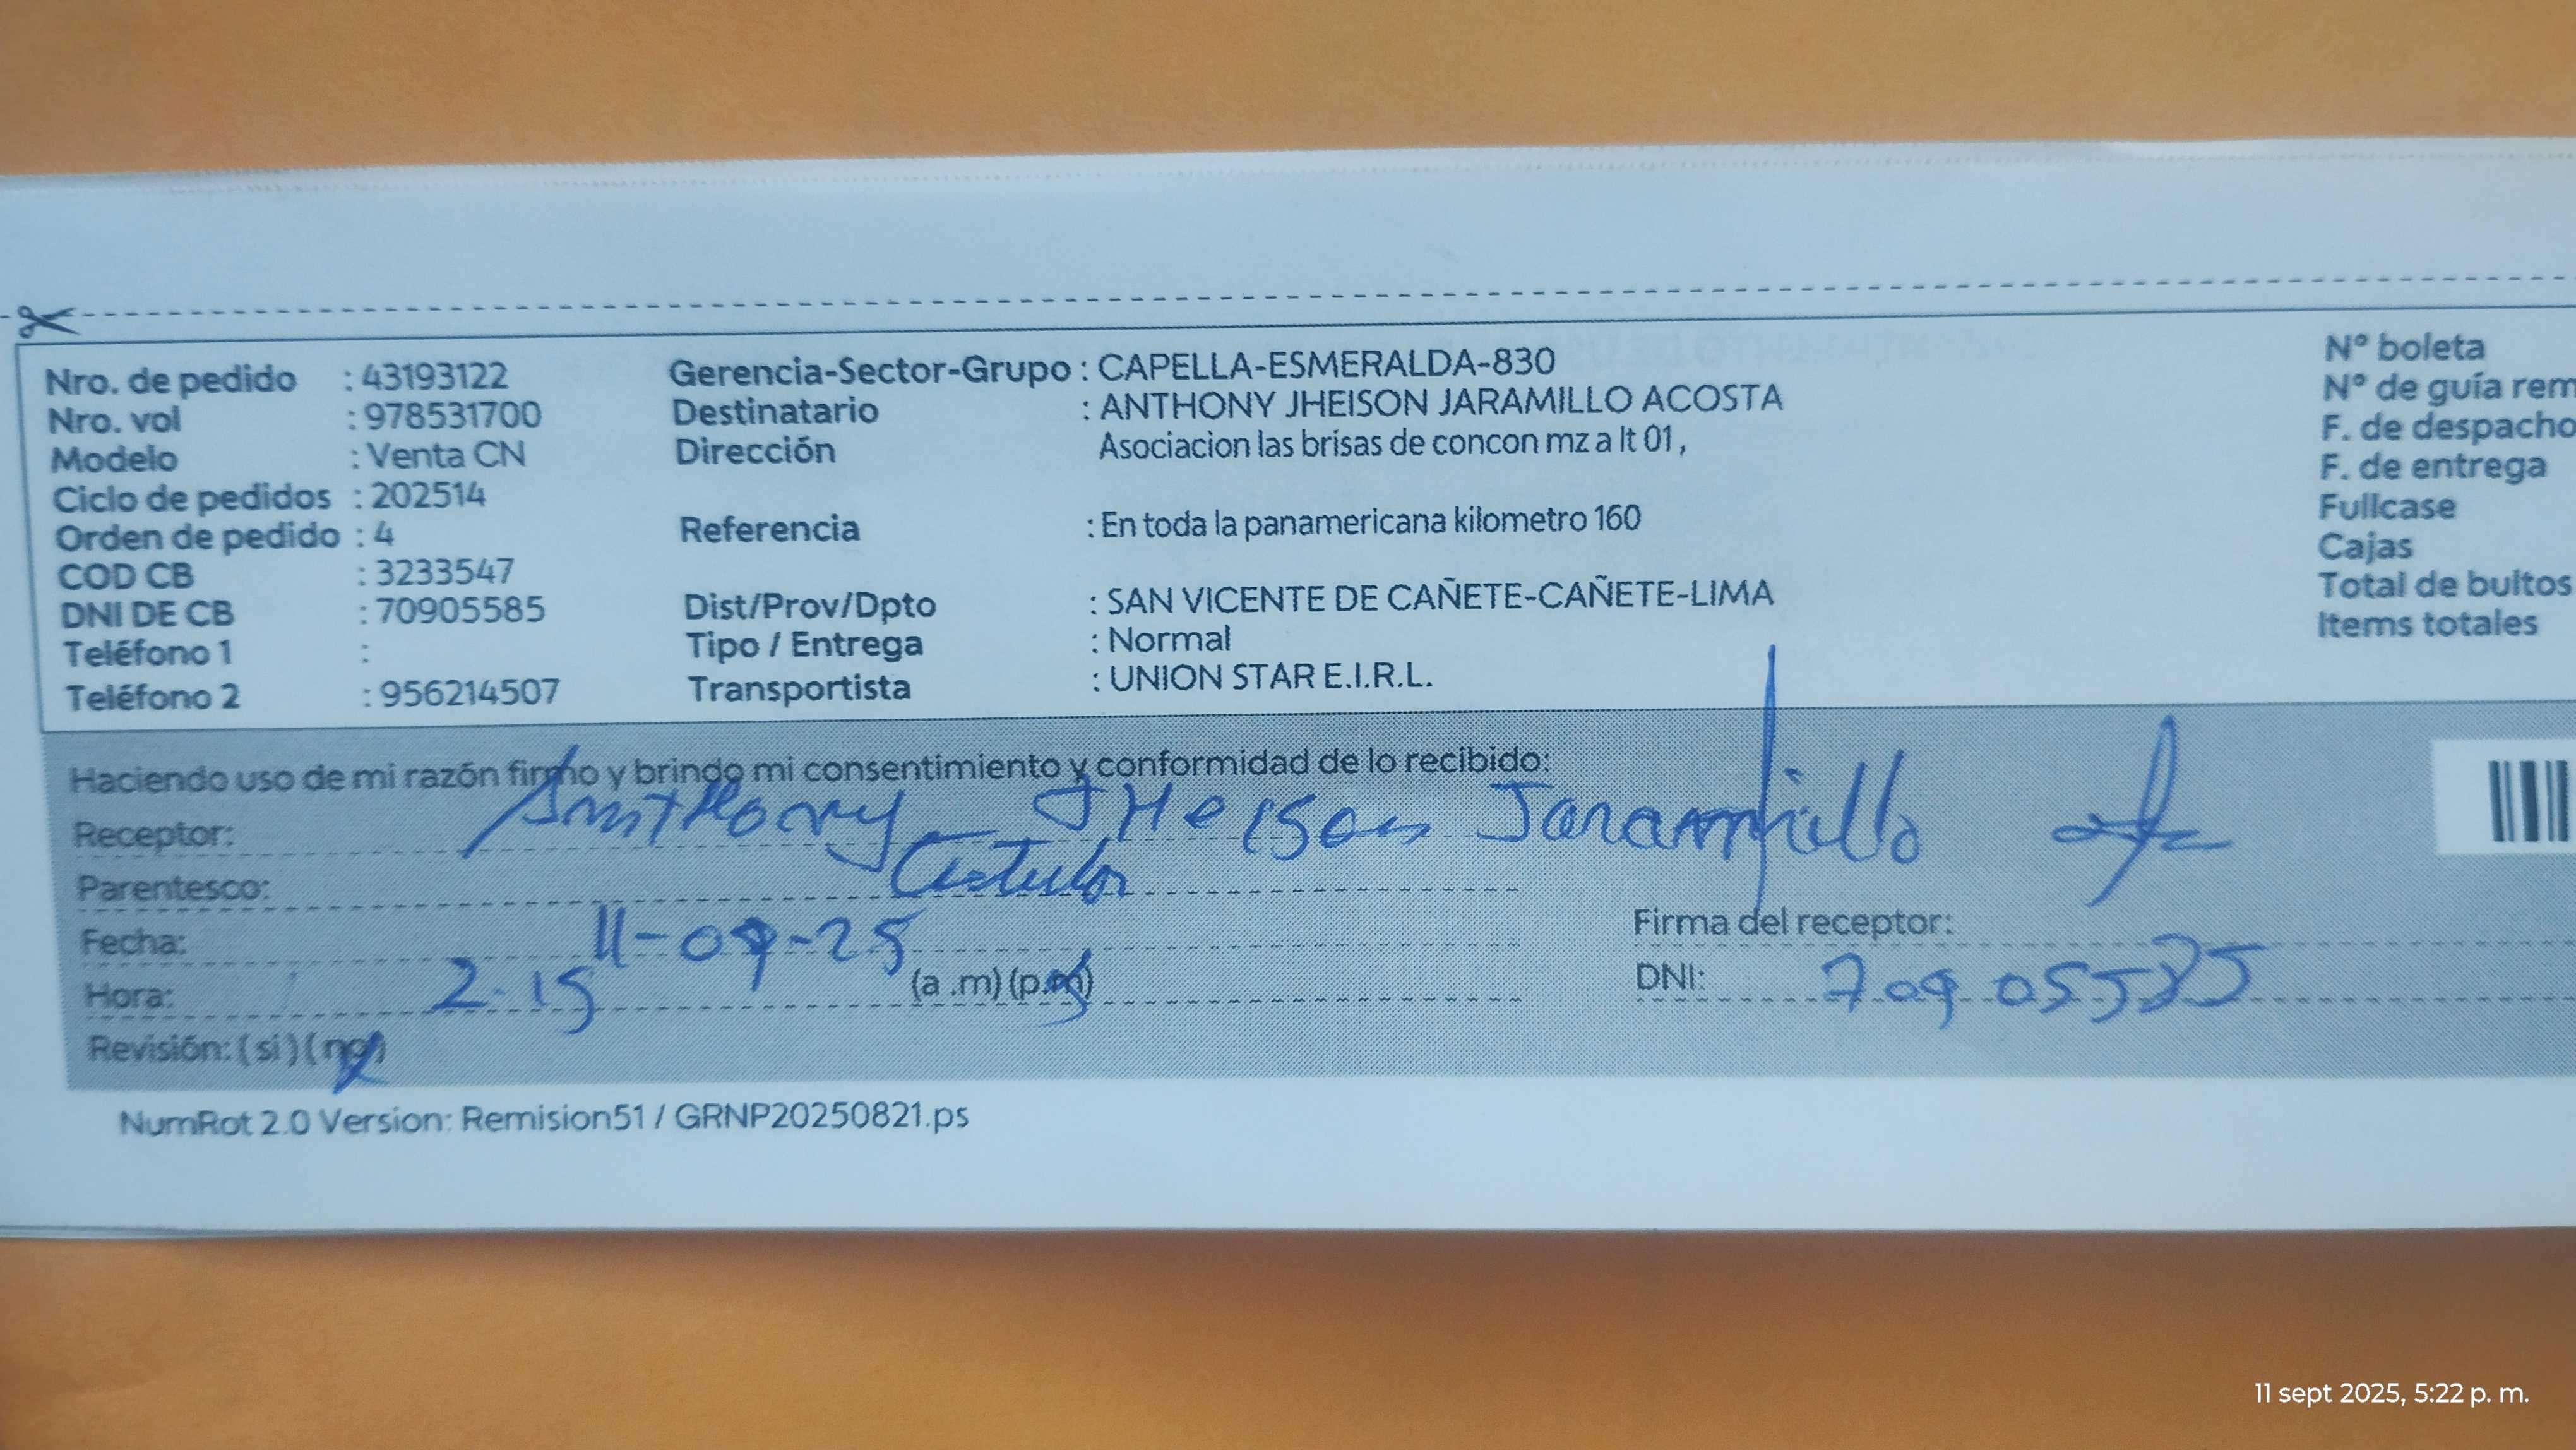 Nro. de pedido : 43193122
Nro. vol : 978531700
Modelo : Venta CN
Ciclo de pedidos : 202514
Orden de pedido : 4
COD CB : 3233547
DNI DE CB : 70905585
Teléfono 1 :
Teléfono 2 : 956214507
Gerencia-Sector-Grupo : CAPELLA-ESMERALDA-830
Destinatario : ANTHONY JHEISON JARAMILLO ACOSTA
Dirección Asociacion las brisas de concon mz a lt 01 ,
Referencia : En toda la panamericana kilometro 160
Dist/Prov/Dpto : SAN VICENTE DE CAÑETE-CAÑETE-LIMA
Tipo / Entrega : Normal
Transportista : UNION STAR E.I.R.L.
Nº boleta
Nº de guía rem
F. de despacho
F. de entrega
Fullcase
Cajas
Total de bultos
Items totales
Haciendo uso de mi razón firmo y brindo mi consentimiento y conformidad de lo recibido:
Receptor: Anthony JHeison Jaramillo
Parentesco:
Fecha: 11-09-25
Hora: 2.15 (a .m) (p.m)
Revisión: ( si ) ( no )
Firma del receptor:
DNI: 70905585
NumRot 2.0 Version: Remision51 / GRNP20250821.ps
11 sept 2025, 5:22 p. m.